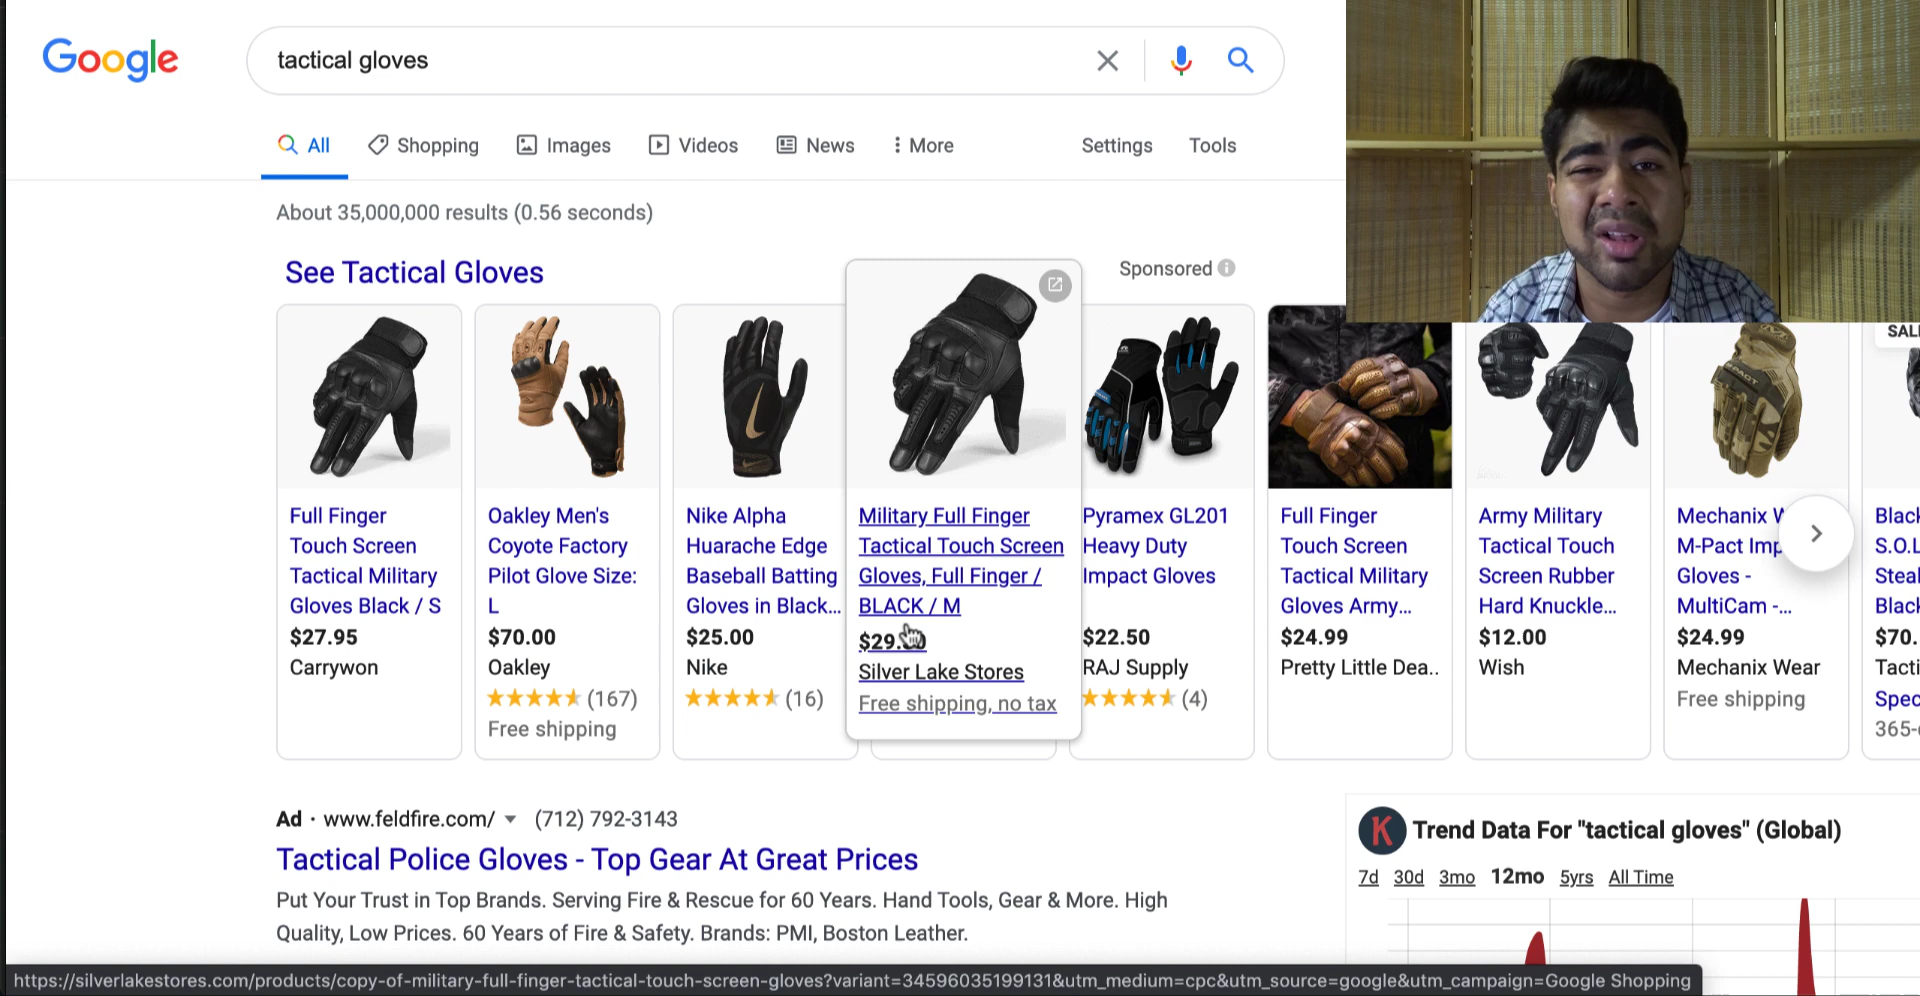 Google
tactical gloves
All
Shopping
Images
Videos
News
More
Settings
Tools
About 35,000,000 results (0.56 seconds)
See Tactical Gloves
Sponsored
Full Finger
Touch Screen
Tactical Military
Gloves Black / S
$27.95
Carrywon
Oakley Men's
Coyote Factory
Pilot Glove Size:
L
$70.00
Oakley
(167)
Free shipping
Nike Alpha
Huarache Edge
Baseball Batting
Gloves in Black...
$25.00
Nike
(16)
Military Full Finger
Tactical Touch Screen
Gloves, Full Finger /
BLACK / M
Silver Lake Stores
Free shipping, no tax
Pyramex GL201
Heavy Duty
Impact Gloves
$22.50
RAJ Supply
(4)
Full Finger
Touch Screen
Tactical Military
Gloves Army...
$24.99
Pretty Little Dea..
Army Military
Tactical Touch
Screen Rubber
Hard Knuckle...
$12.00
Wish
Mechanix
M-Pact
Gloves -
MultiCam -...
$24.99
Mechanix Wear
Free shipping
S.O.L
$70.
365-
Ad · www.feldfire.com/ (712) 792-3143
Tactical Police Gloves - Top Gear At Great Prices
Put Your Trust in Top Brands. Serving Fire & Rescue for 60 Years. Hand Tools, Gear & More. High
Quality, Low Prices. 60 Years of Fire & Safety. Brands: PMI, Boston Leather.
K
Trend Data For "tactical gloves" (Global)
7d 30d 3mo 12mo 5yrs All Time
https://silverlakestores.com/products/copy-of-military-full-finger-tactical-touch-screen-gloves?variant=34596035199131&utm_medium=cpc&utm_source=google&utm_campaign=Google Shopping